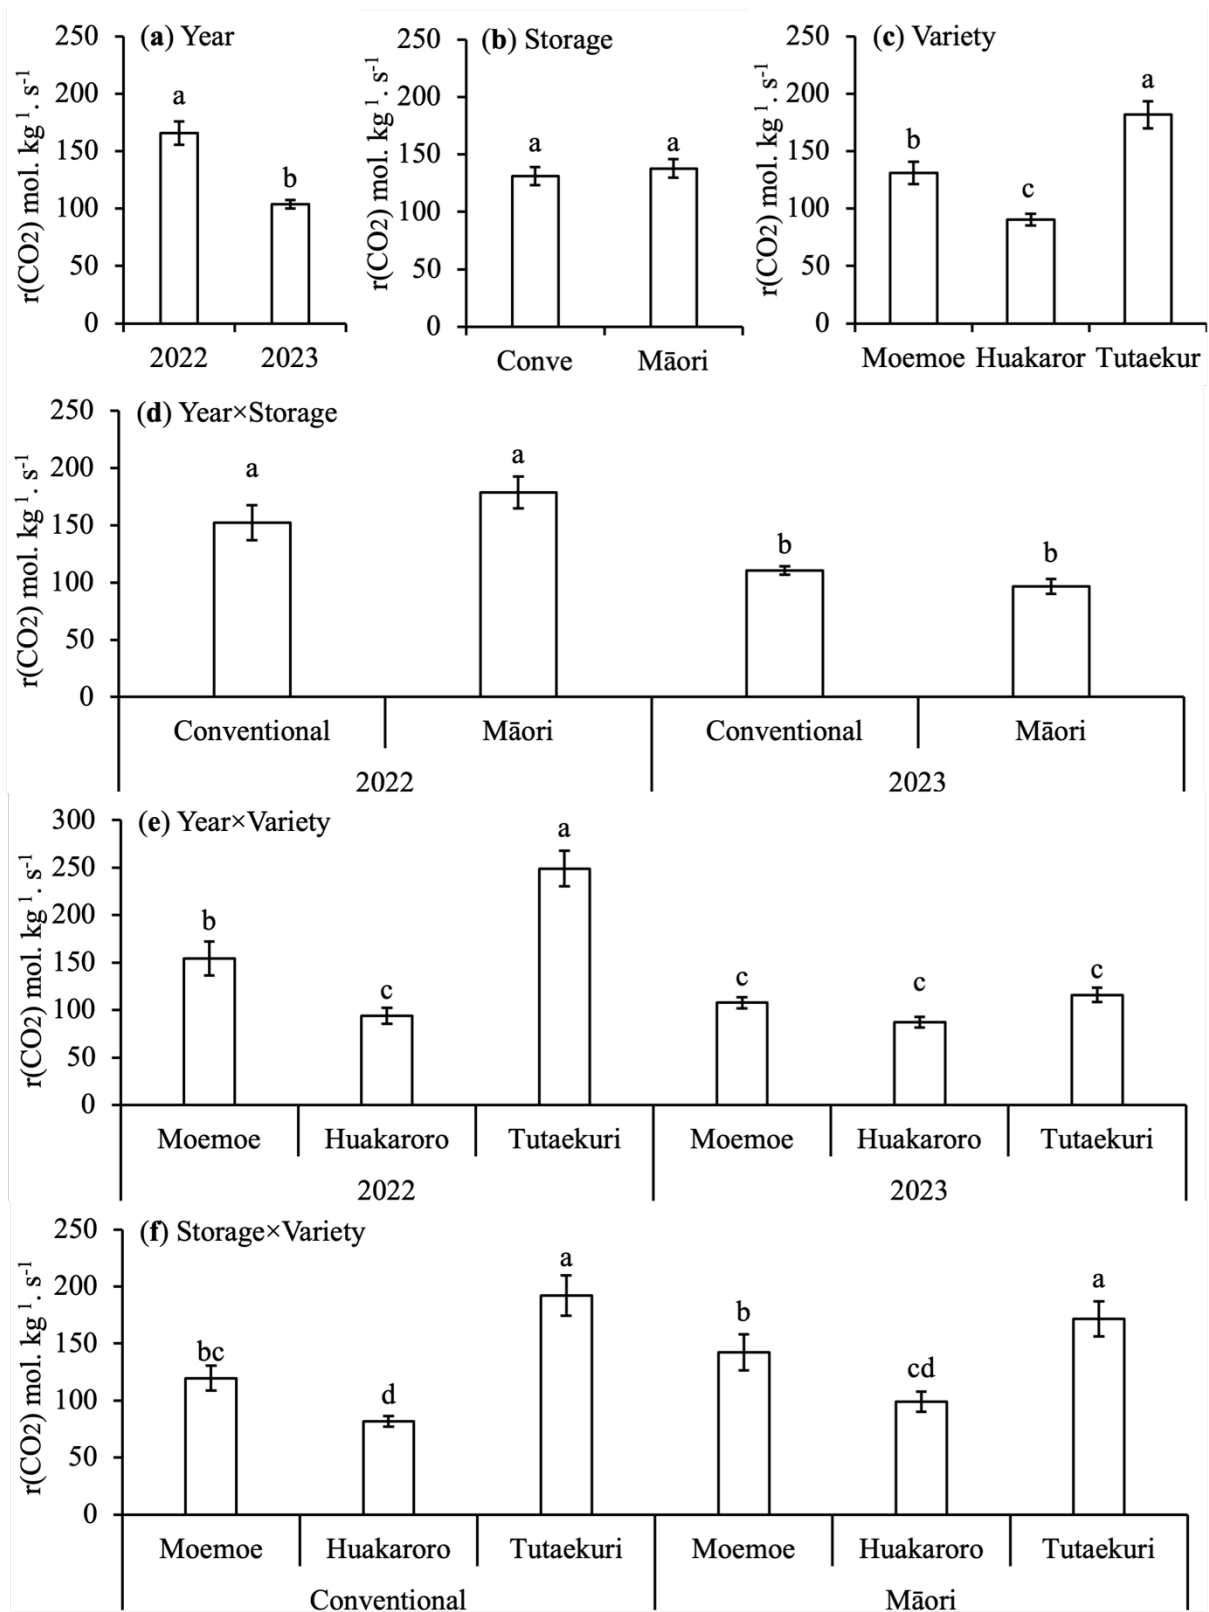 (a) Year
r(CO2) mol. kg ¹. s⁻¹
250
200
150
100
50
0
a
b
2022
2023
(b) Storage
r(CO2) mol. kg ¹. s⁻¹
250
200
150
100
50
0
a
a
Conve
Māori
(c) Variety
r(CO2) mol. kg ¹. s⁻¹
250
200
150
100
50
0
b
c
a
Moemoe
Huakaror
Tutaekur
(d) Year×Storage
r(CO2) mol. kg ¹. s⁻¹
250
200
150
100
50
0
a
a
b
b
Conventional
Māori
Conventional
Māori
2022
2023
(e) Year×Variety
r(CO2) mol. kg ¹. s⁻¹
300
250
200
150
100
50
0
b
c
a
c
c
c
Moemoe
Huakaroro
Tutaekuri
Moemoe
Huakaroro
Tutaekuri
2022
2023
(f) Storage×Variety
r(CO2) mol. kg ¹. s⁻¹
250
200
150
100
50
0
bc
d
a
b
cd
a
Moemoe
Huakaroro
Tutaekuri
Moemoe
Huakaroro
Tutaekuri
Conventional
Māori